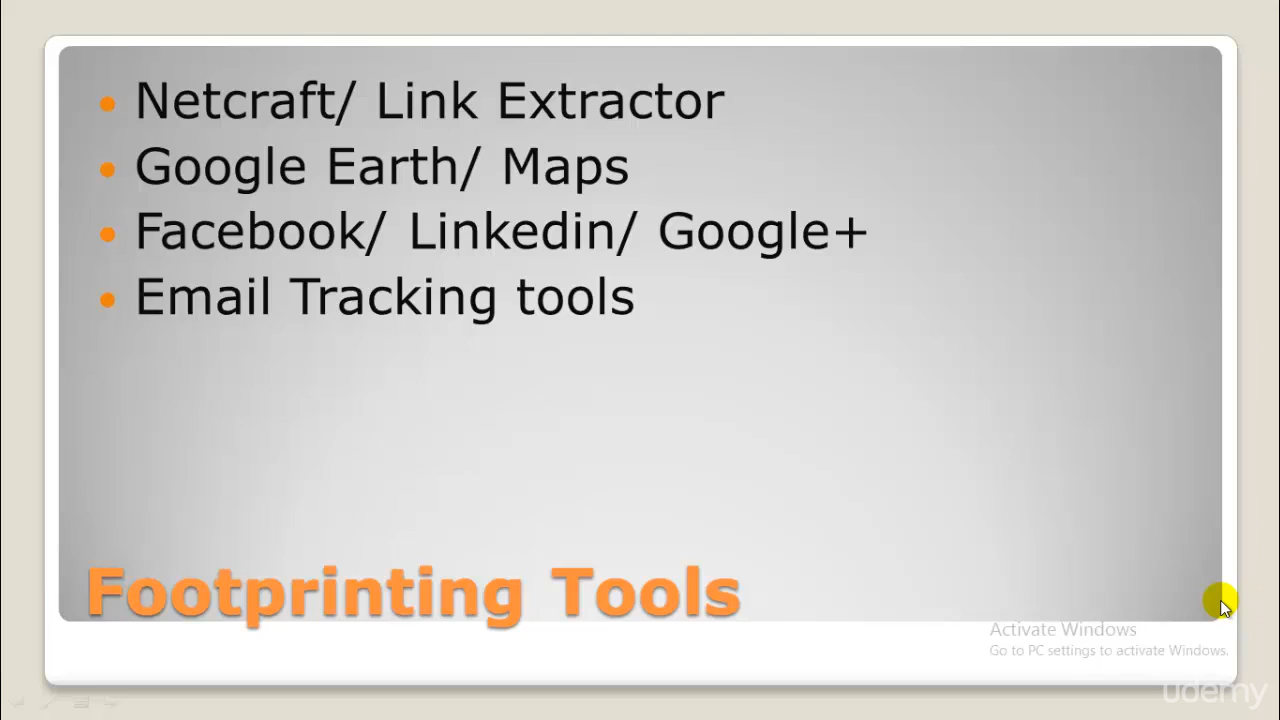 Netcraft/ Link Extractor
Google Earth/ Maps
Facebook/ Linkedin/ Google+
Email Tracking tools
Footprinting Tools
Activate Windows
Go to PC settings to activate Windows.
udemy